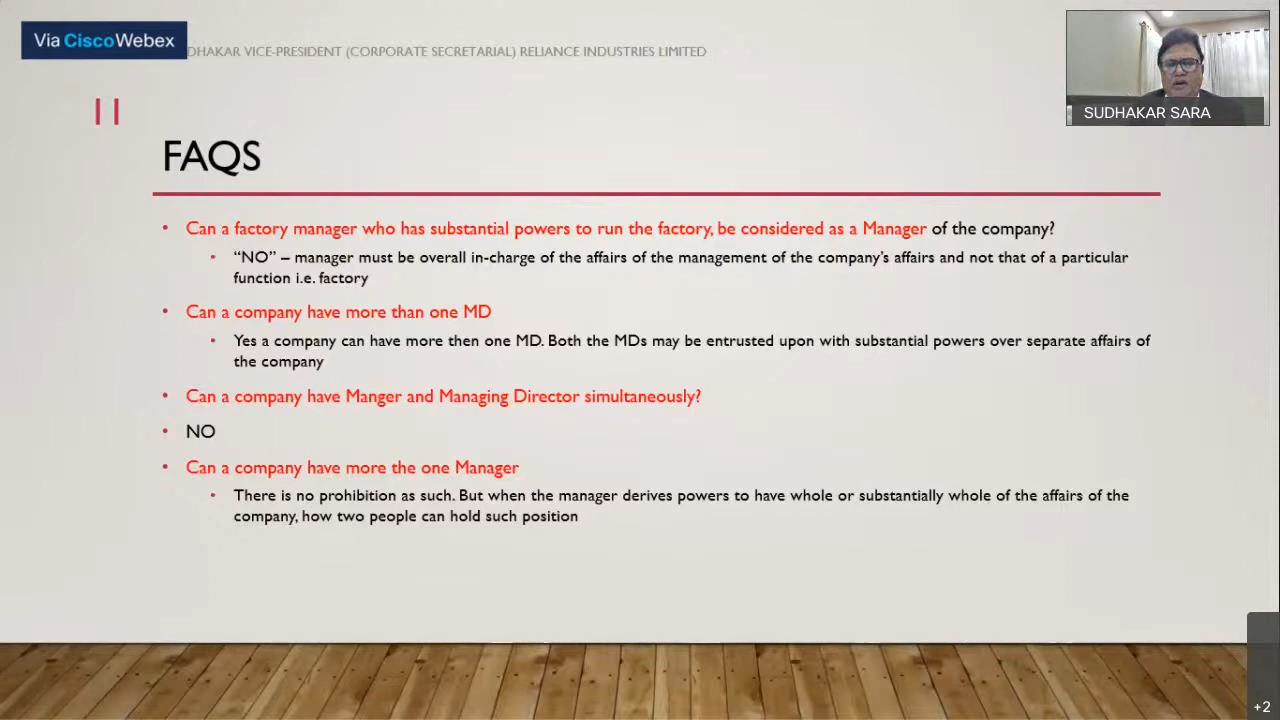 Via Cisco Webex
DHAKAR VICE-PRESIDENT (CORPORATE SECRETARIAL) RELIANCE INDUSTRIES LIMITED
SUDHAKAR SARA
11
FAQS
Can a factory manager who has substantial powers to run the factory, be considered as a Manager of the company?
“NO” – manager must be overall in-charge of the affairs of the management of the company’s affairs and not that of a particular
function i.e. factory
Can a company have more than one MD
Yes a company can have more then one MD. Both the MDs may be entrusted upon with substantial powers over separate affairs of
the company
Can a company have Manger and Managing Director simultaneously?
NO
Can a company have more the one Manager
There is no prohibition as such. But when the manager derives powers to have whole or substantially whole of the affairs of the
company, how two people can hold such position
+2